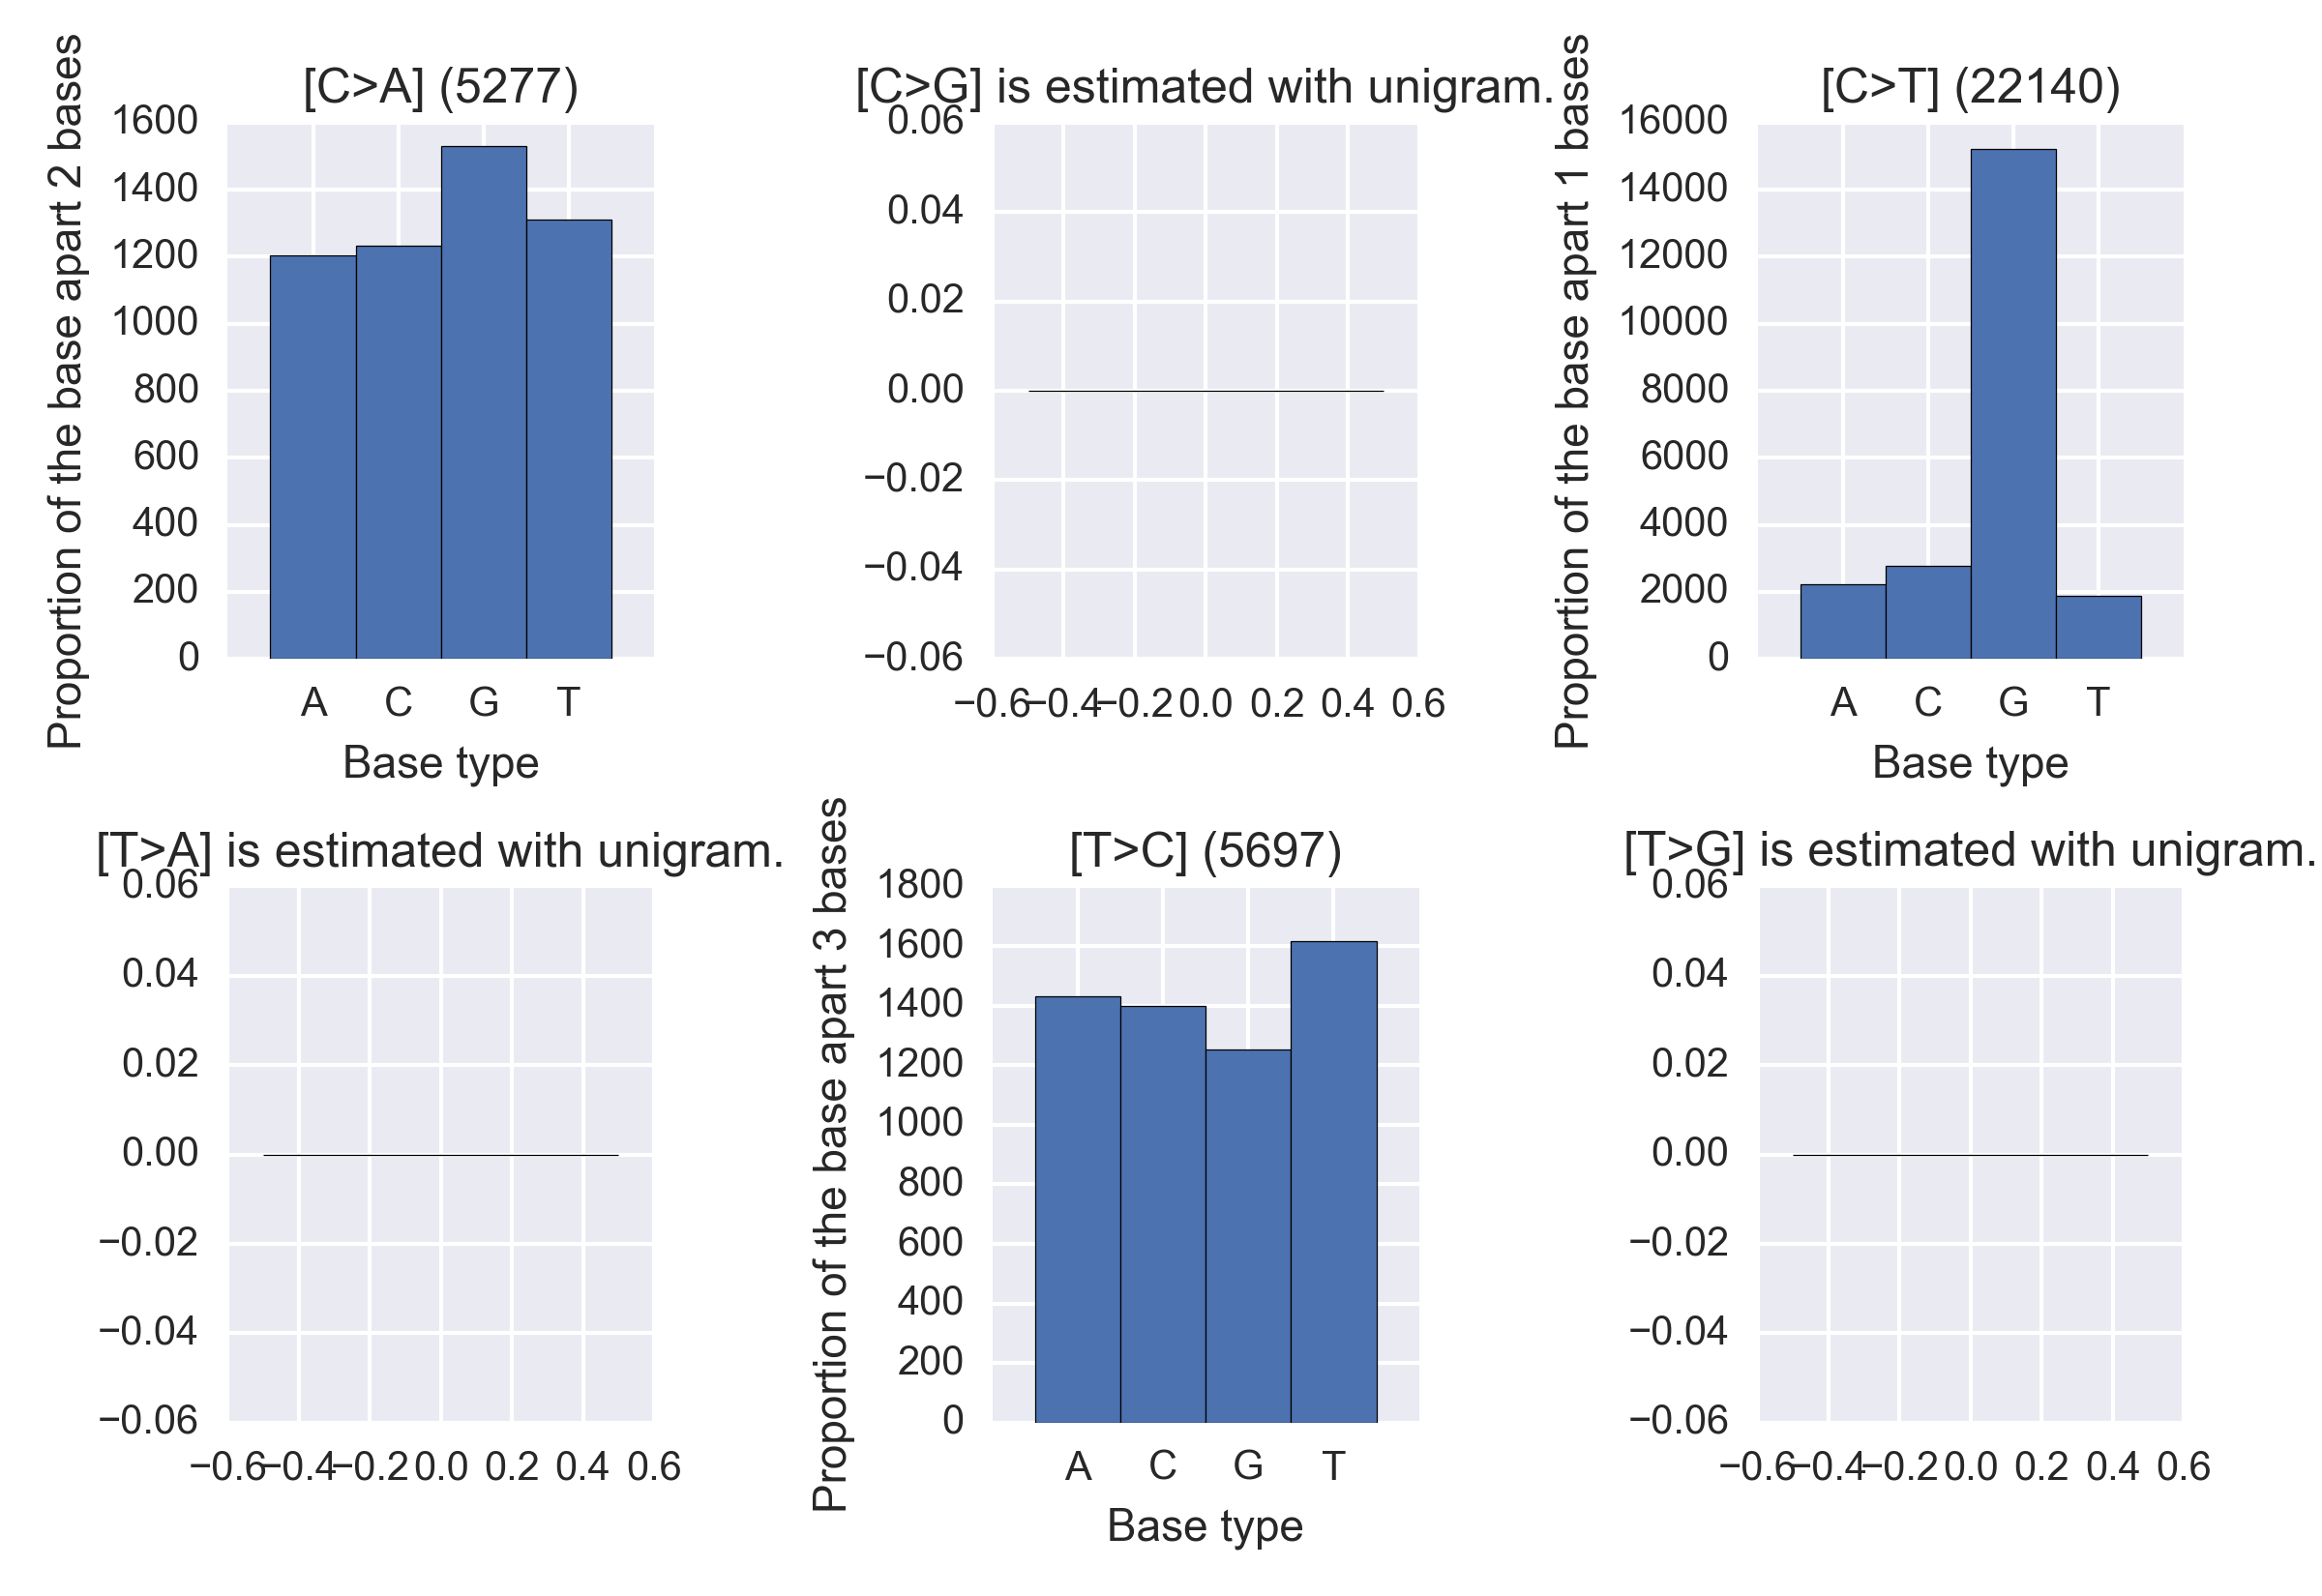 [C>A] (5277)
Proportion of the base apart 2 bases
1600
1400
1200
1000
800
600
400
200
0
A C G T
Base type
[C>G] is estimated with unigram.
0.06
0.04
0.02
0.00
−0.02
−0.04
−0.06
−0.6 −0.4 −0.2 0.0 0.2 0.4 0.6
[C>T] (22140)
Proportion of the base apart 1 bases
16000
14000
12000
10000
8000
6000
4000
2000
0
A C G T
Base type
[T>A] is estimated with unigram.
0.06
0.04
0.02
0.00
−0.02
−0.04
−0.06
−0.6 −0.4 −0.2 0.0 0.2 0.4 0.6
[T>C] (5697)
Proportion of the base apart 3 bases
1800
1600
1400
1200
1000
800
600
400
200
0
A C G T
Base type
[T>G] is estimated with unigram.
0.06
0.04
0.02
0.00
−0.02
−0.04
−0.06
−0.6 −0.4 −0.2 0.0 0.2 0.4 0.6